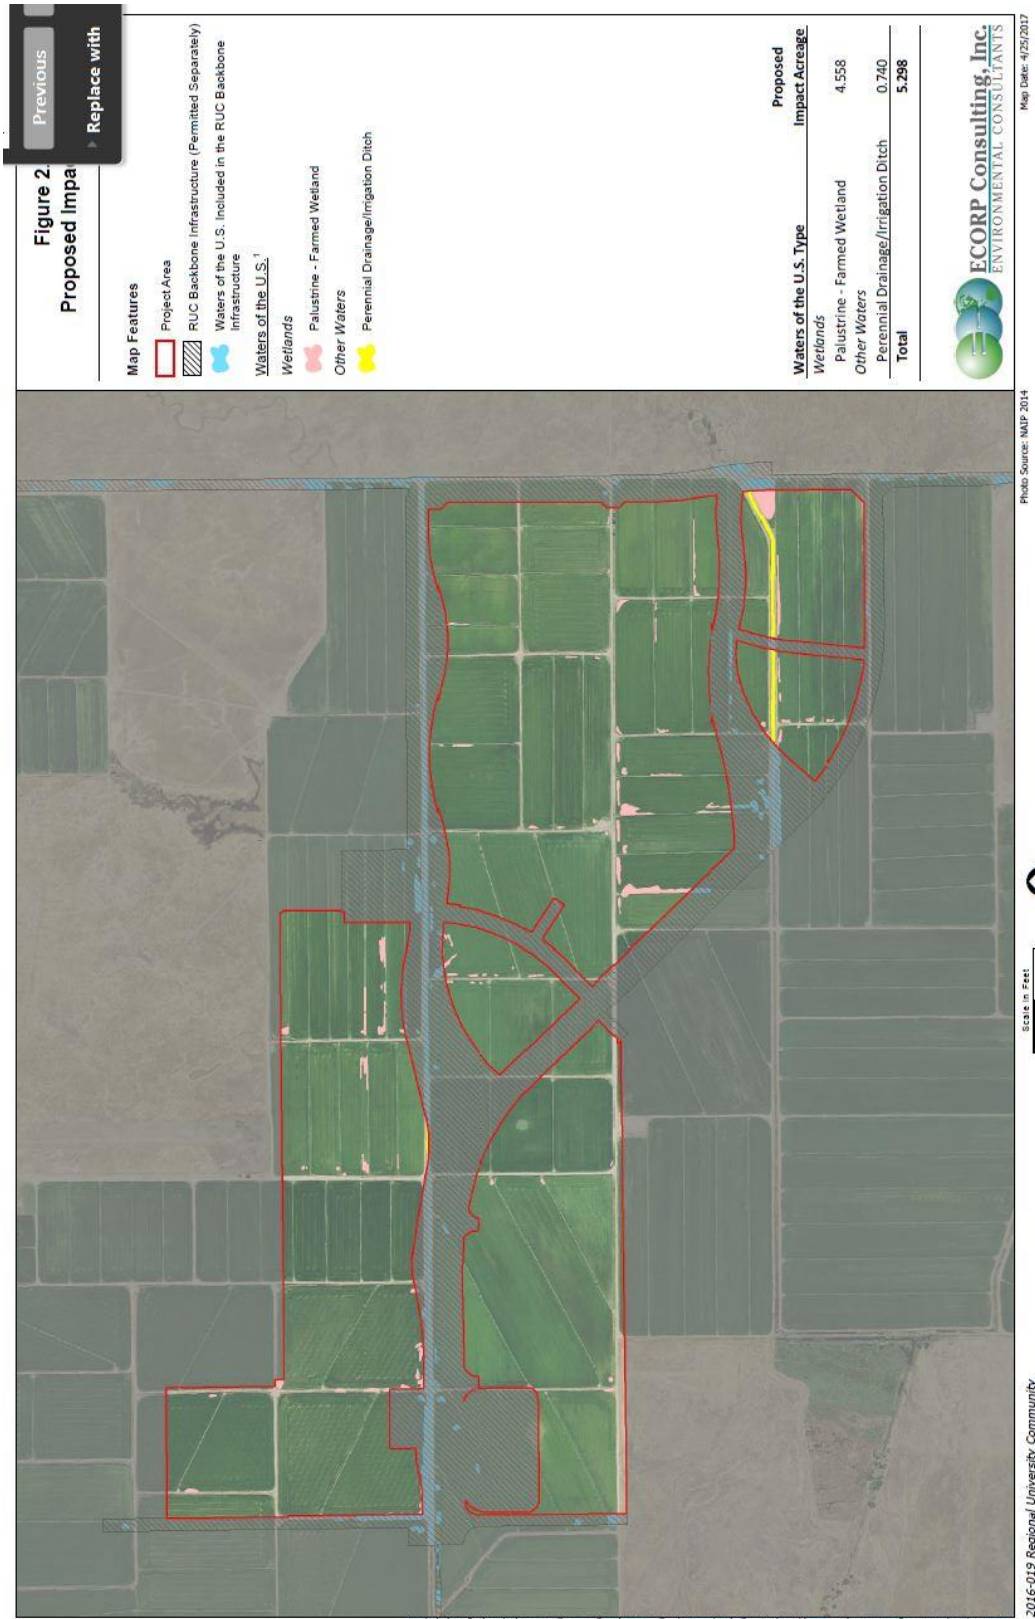 Previous
Replace with
Figure 2.
Proposed Impa
Map Features
Project Area
RUC Backbone Infrastructure (Permitted Separately)
Waters of the U.S. Included in the RUC Backbone
Infrastructure
Waters of the U.S.¹
Wetlands
Palustrine - Farmed Wetland
Other Waters
Perennial Drainage/Irrigation Ditch
Proposed
Waters of the U.S. Type Impact Acreage
Wetlands
Palustrine - Farmed Wetland 4.558
Other Waters
Perennial Drainage/Irrigation Ditch 0.740
Total 5.298
ECORP Consulting, Inc.
ENVIRONMENTAL CONSULTANTS
Scale in Feet
Photo Source: NAIP 2014
Map Date: 4/25/2017
2016-019 Regional University Community